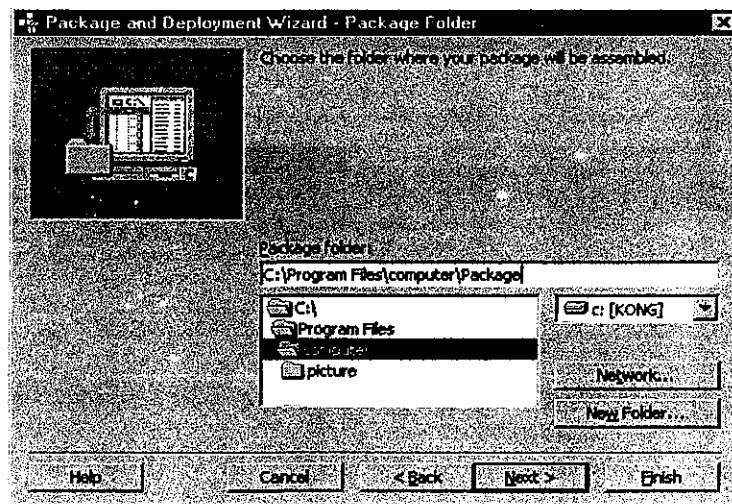 Package and Deployment Wizard - Package Folder
Choose the folder where your package will be assembled.
Package folder:
C:\Program Files\computer\Package
C:\
Program Files
computer
picture
c: [KONG]
Network...
New Folder...
Help
Cancel
< Back
Next >
Finish